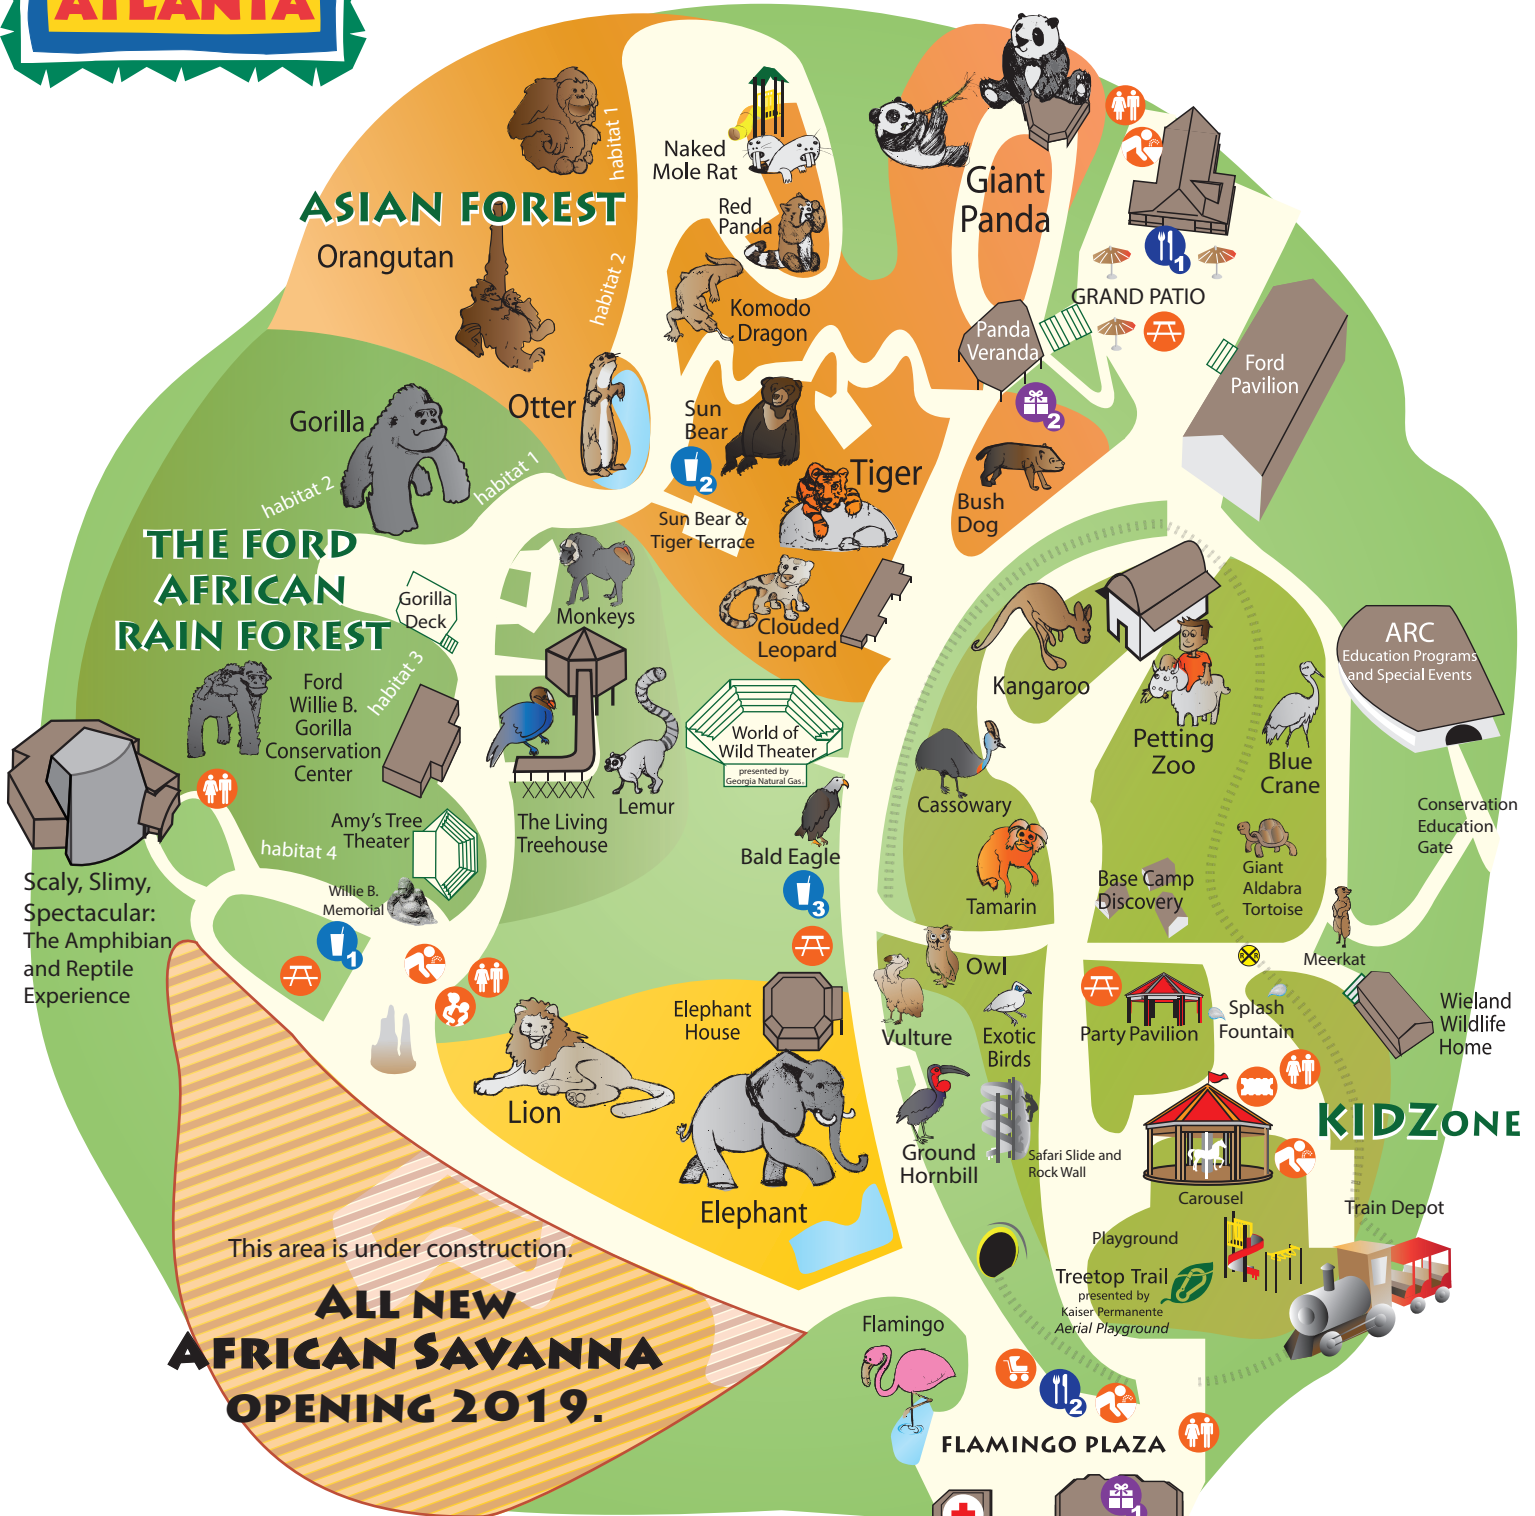 ATLANTA
habitat 1
Naked
Mole Rat
Red
Panda
Giant
Panda
ASIAN FOREST
Orangutan
habitat 2
Komodo
Dragon
1
GRAND PATIO
Panda
Veranda
Ford
Pavilion
2
Gorilla
habitat 2
habitat 1
Otter
Sun
Bear
2
Tiger
Sun Bear &
Tiger Terrace
Bush
Dog
THE FORD
AFRICAN
RAIN FOREST
Gorilla
Deck
Monkeys
Clouded
Leopard
Kangaroo
ARC
Education Programs
and Special Events
habitat 3
Ford
Willie B.
Gorilla
Conservation
Center
World of
Wild Theater
presented by
Georgia Natural Gas.
Petting
Zoo
Blue
Crane
Lemur
The Living
Treehouse
Cassowary
Conservation
Education
Gate
Amy's Tree
Theater
habitat 4
Bald Eagle
3
Giant
Aldabra
Tortoise
Base Camp
Discovery
Tamarin
Willie B.
Memorial
1
Scaly, Slimy,
Spectacular:
The Amphibian
and Reptile
Experience
Meerkat
R R
Owl
Elephant
House
Vulture
Exotic
Birds
Party Pavilion
Splash
Fountain
Wieland
Wildlife
Home
Lion
KIDZONE
Ground
Hornbill
Safari Slide and
Rock Wall
Carousel
Train Depot
Elephant
Playground
Treetop Trail
presented by
Kaiser Permanente
Aerial Playground
This area is under construction.
ALL NEW
AFRICAN SAVANNA
OPENING 2019.
Flamingo
2
FLAMINGO PLAZA
1